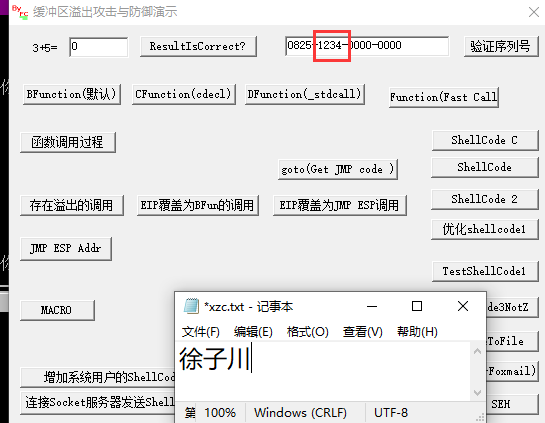 By FC 缓冲区溢出攻击与防御演示
3+5= 0 ResultIsCorrect? 0825-1234-0000-0000 验证序列号
BFunction(默认) CFunction(cdecl) DFunction(_stdcall) Function(Fast Call
函数调用过程 ShellCode C
goto(Get JMP code ) ShellCode
存在溢出的调用 EIP覆盖为BFun的调用 EIP覆盖为JMP ESP调用 ShellCode 2
优化shellcode1
JMP ESP Addr
TestShellCode1
MACRO
*xzc.txt - 记事本
de3NotZ
文件(F) 编辑(E) 格式(O) 查看(V) 帮助(H)
ToFile
徐子川
增加系统用户的ShellCod
rFoxmail)
连接Socket服务器发送Shell
SEH
第 100% Windows (CRLF) UTF-8